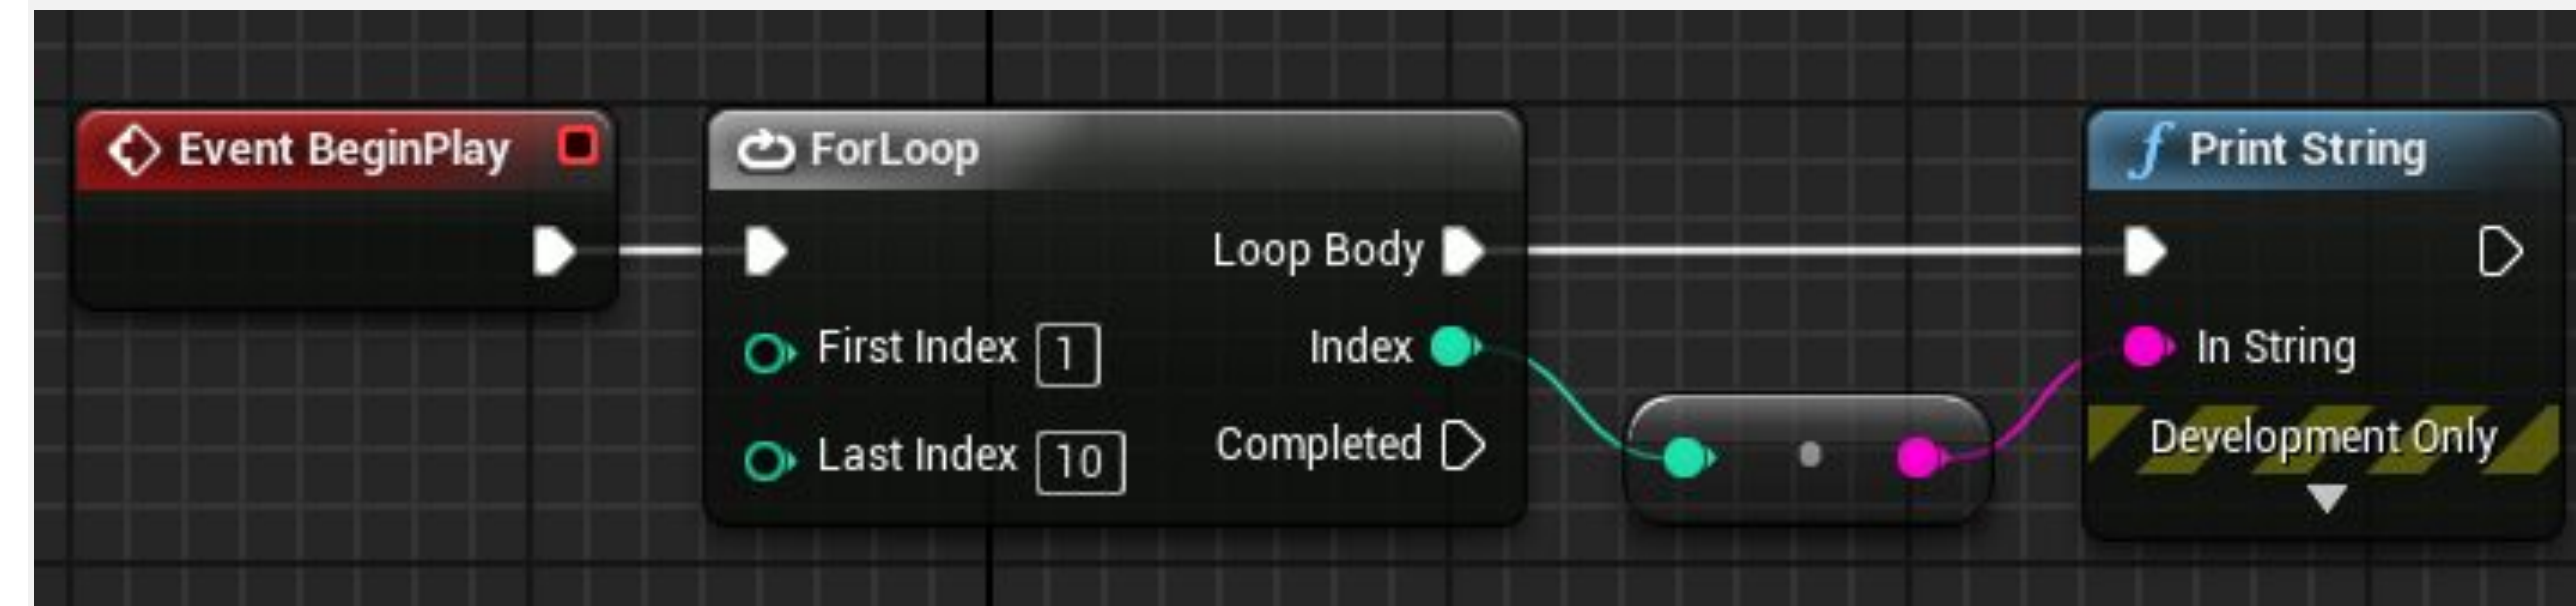 Event BeginPlay
ForLoop
Loop Body
First Index 1
Index
Last Index 10
Completed
f Print String
In String
Development Only